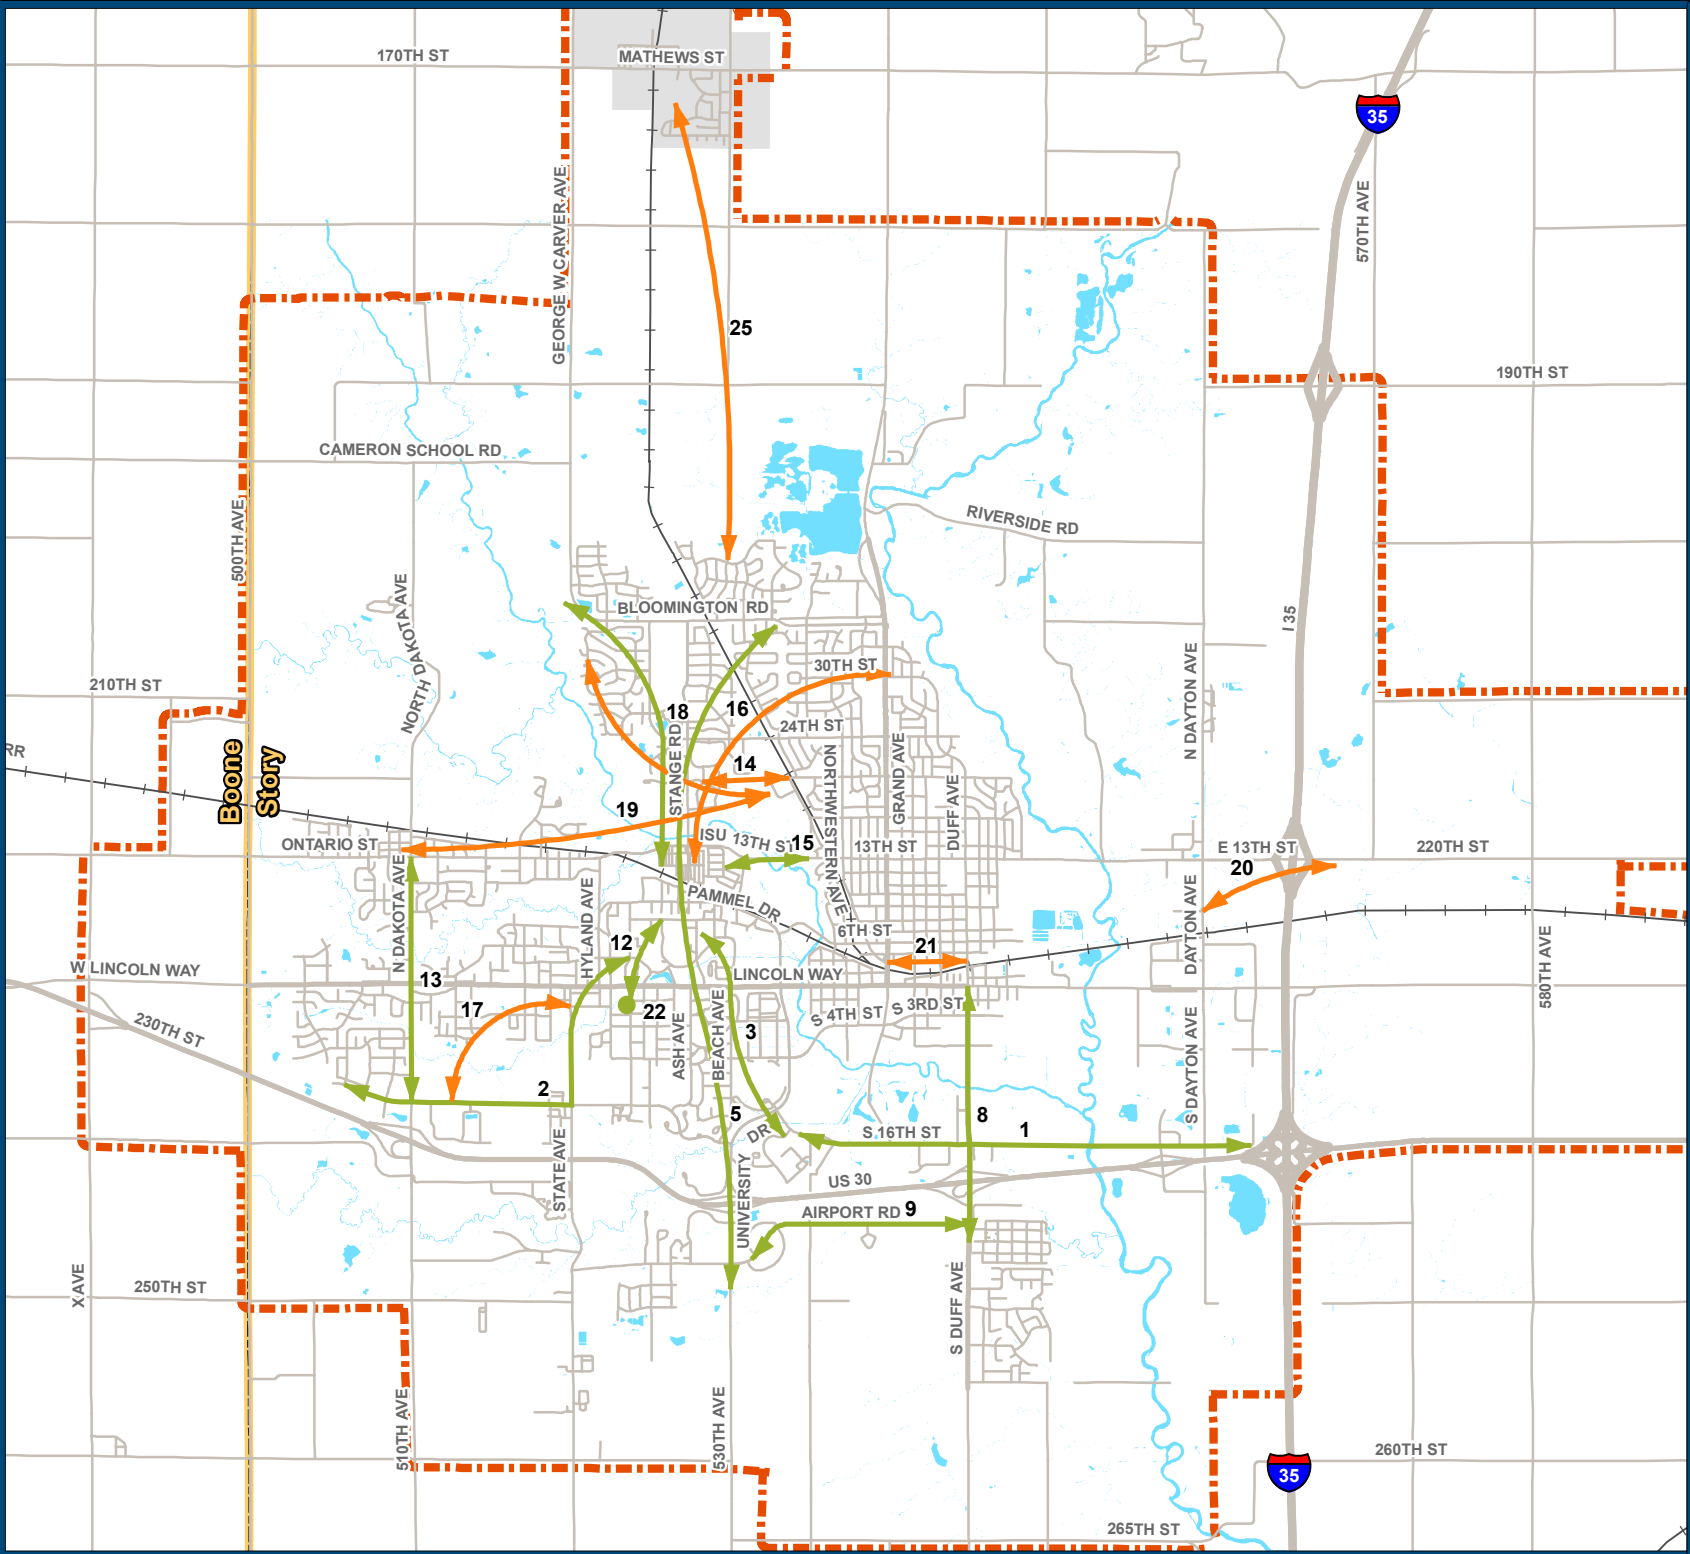 170TH ST
MATHEWS ST
35
GEORGE W CARVER AVE
570TH AVE
25
190TH ST
CAMERON SCHOOL RD
500TH AVE
RIVERSIDE RD
NORTH DAKOTA AVE
BLOOMINGTON RD
I 35
N DAYTON AVE
30TH ST
210TH ST
18
16
24TH ST
RR
Boone
Story
STANGE RD
14
NORTHWESTERN AVE
GRAND AVE
DUFF AVE
19
ONTARIO ST
ISU
13TH ST
15
13TH ST
E 13TH ST
220TH ST
20
N DAKOTA AVE
HYLAND AVE
PAMMEL DR
DAYTON AVE
6TH ST
12
21
580TH AVE
W LINCOLN WAY
LINCOLN WAY
13
17
22
S 4TH ST
S 3RD ST
230TH ST
ASH AVE
BEACH AVE
3
S DAYTON AVE
2
5
8
1
DR
S 16TH ST
STATE AVE
UNIVERSITY
US 30
AIRPORT RD
9
X AVE
250TH ST
S DUFF AVE
510TH AVE
530TH AVE
260TH ST
35
265TH ST